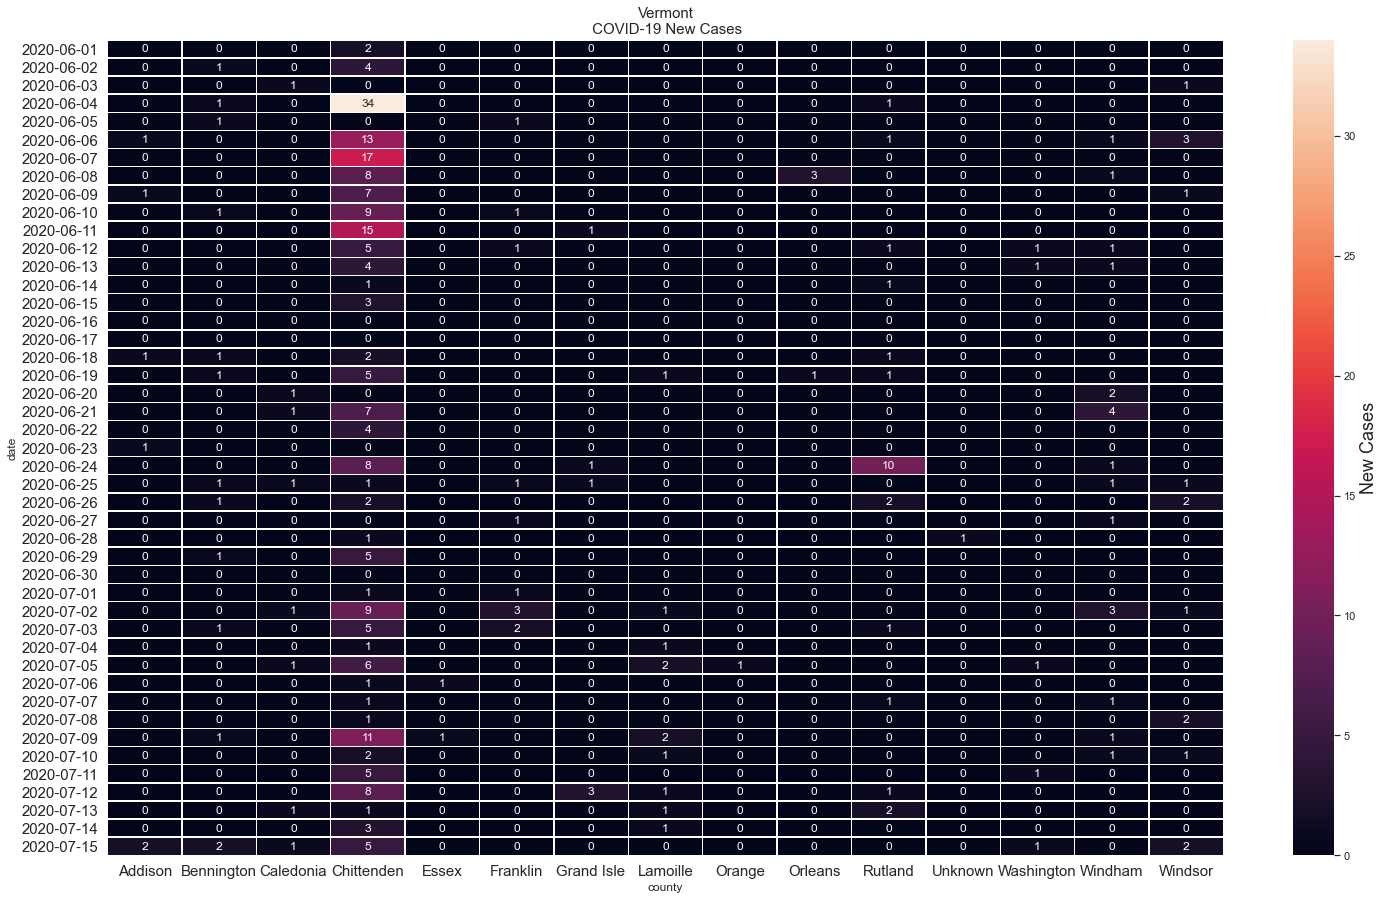 Vermont
COVID-19 New Cases
2020-06-01 0 0 0 2 0 0 0 0 0 0 0 0 0 0 0
2020-06-02 0 1 0 4 0 0 0 0 0 0 0 0 0 0 0
2020-06-03 0 0 1 0 0 0 0 0 0 0 0 0 0 0 1
2020-06-04 0 1 0 34 0 0 0 0 0 0 1 0 0 0 0
2020-06-05 0 1 0 0 0 1 0 0 0 0 0 0 0 0 0
2020-06-06 1 0 0 13 0 0 0 0 0 0 1 0 0 1 3
2020-06-07 0 0 0 17 0 0 0 0 0 0 0 0 0 0 0
2020-06-08 0 0 0 8 0 0 0 0 0 3 0 0 0 1 0
2020-06-09 1 0 0 7 0 0 0 0 0 0 0 0 0 0 1
2020-06-10 0 1 0 9 0 1 0 0 0 0 0 0 0 0 0
2020-06-11 0 0 0 15 0 0 1 0 0 0 0 0 0 0 0
2020-06-12 0 0 0 5 0 1 0 0 0 0 1 0 1 1 0
2020-06-13 0 0 0 4 0 0 0 0 0 0 0 0 1 1 0
2020-06-14 0 0 0 1 0 0 0 0 0 0 1 0 0 0 0
2020-06-15 0 0 0 3 0 0 0 0 0 0 0 0 0 0 0
2020-06-16 0 0 0 0 0 0 0 0 0 0 0 0 0 0 0
2020-06-17 0 0 0 0 0 0 0 0 0 0 0 0 0 0 0
2020-06-18 1 1 0 2 0 0 0 0 0 0 1 0 0 0 0
2020-06-19 0 1 0 5 0 0 0 1 0 1 1 0 0 0 0
2020-06-20 0 0 1 0 0 0 0 0 0 0 0 0 0 2 0
2020-06-21 0 0 1 7 0 0 0 0 0 0 0 0 0 4 0
2020-06-22 0 0 0 4 0 0 0 0 0 0 0 0 0 0 0
2020-06-23 1 0 0 0 0 0 0 0 0 0 0 0 0 0 0
2020-06-24 0 0 0 8 0 0 1 0 0 0 10 0 0 1 0
2020-06-25 0 1 1 1 0 1 1 0 0 0 0 0 0 1 1
2020-06-26 0 1 0 2 0 0 0 0 0 0 2 0 0 0 2
2020-06-27 0 0 0 0 0 1 0 0 0 0 0 0 0 1 0
2020-06-28 0 0 0 1 0 0 0 0 0 0 0 1 0 0 0
2020-06-29 0 1 0 5 0 0 0 0 0 0 0 0 0 0 0
2020-06-30 0 0 0 0 0 0 0 0 0 0 0 0 0 0 0
2020-07-01 0 0 0 1 0 1 0 0 0 0 0 0 0 0 0
2020-07-02 0 0 1 9 0 3 0 1 0 0 0 0 0 3 1
2020-07-03 0 1 0 5 0 2 0 0 0 0 1 0 0 0 0
2020-07-04 0 0 0 1 0 0 0 1 0 0 0 0 0 0 0
2020-07-05 0 0 1 6 0 0 0 2 1 0 0 0 1 0 0
2020-07-06 0 0 0 1 1 0 0 0 0 0 0 0 0 0 0
2020-07-07 0 0 0 1 0 0 0 0 0 0 1 0 0 1 0
2020-07-08 0 0 0 1 0 0 0 0 0 0 0 0 0 0 2
2020-07-09 0 1 0 11 1 0 0 2 0 0 0 0 0 1 0
2020-07-10 0 0 0 2 0 0 0 1 0 0 0 0 0 1 1
2020-07-11 0 0 0 5 0 0 0 0 0 0 0 0 1 0 0
2020-07-12 0 0 0 8 0 0 3 1 0 0 1 0 0 0 0
2020-07-13 0 0 1 1 0 0 0 1 0 0 2 0 0 0 0
2020-07-14 0 0 0 3 0 0 0 1 0 0 0 0 0 0 0
2020-07-15 2 2 1 5 0 0 0 0 0 0 0 0 1 0 2
Addison Bennington Caledonia Chittenden Essex Franklin Grand Isle Lamoille Orange Orleans Rutland Unknown Washington Windham Windsor
county
date
30
25
20
15
10
5
0
New Cases